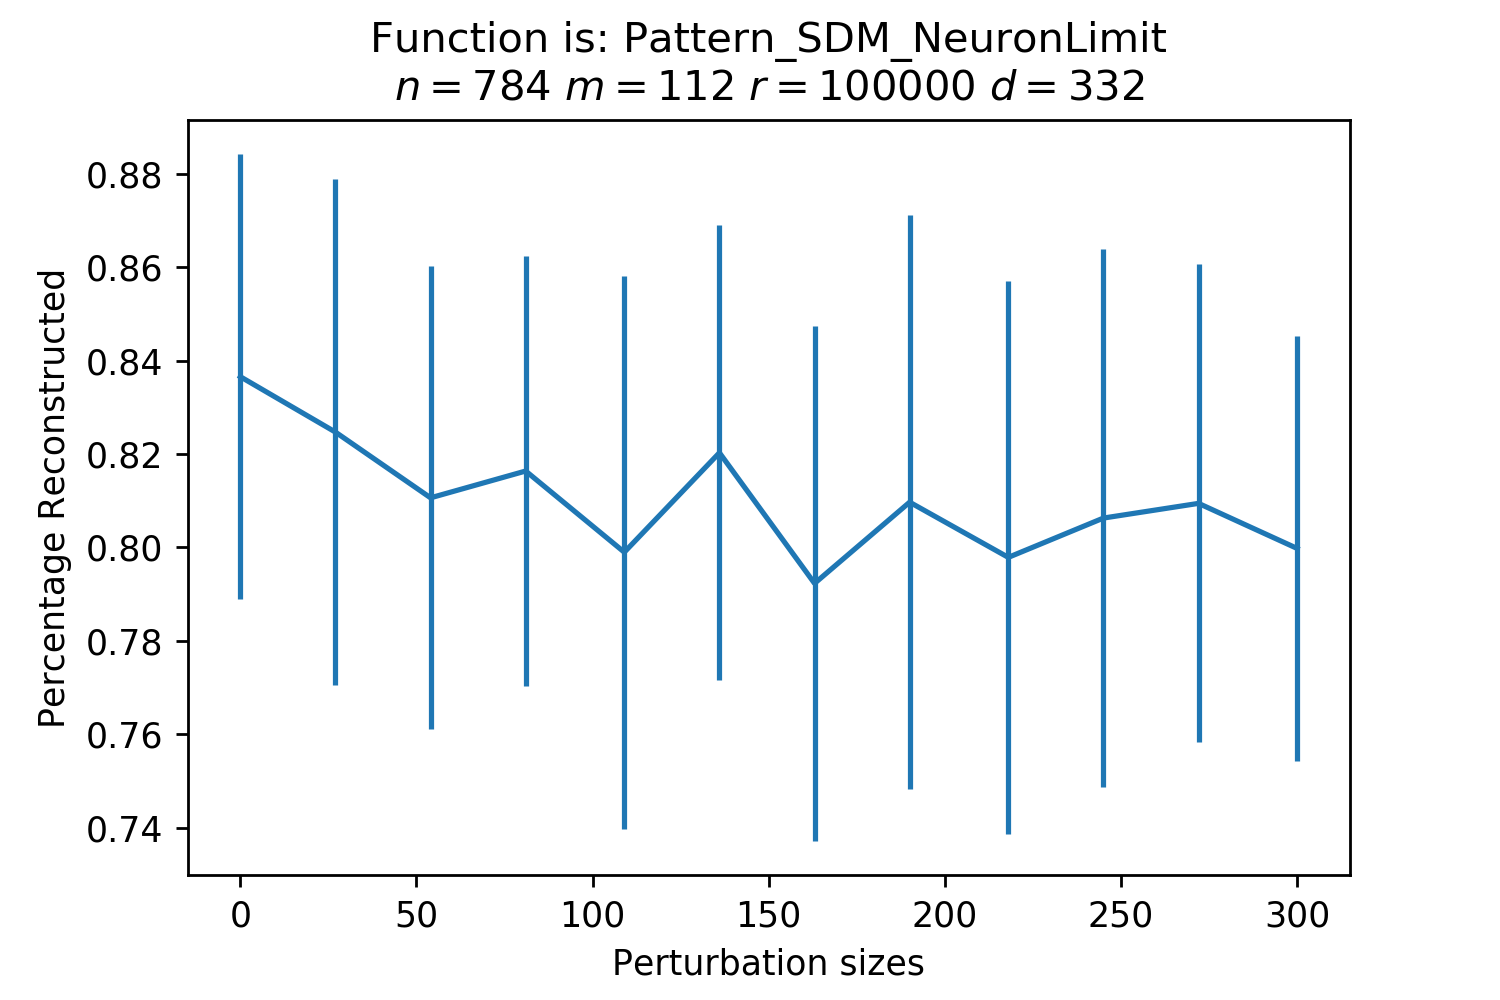 Function is: Pattern_SDM_NeuronLimit
n = 784 m = 112 r = 100000 d = 332
Percentage Reconstructed
0.88
0.86
0.84
0.82
0.80
0.78
0.76
0.74
0 50 100 150 200 250 300
Perturbation sizes